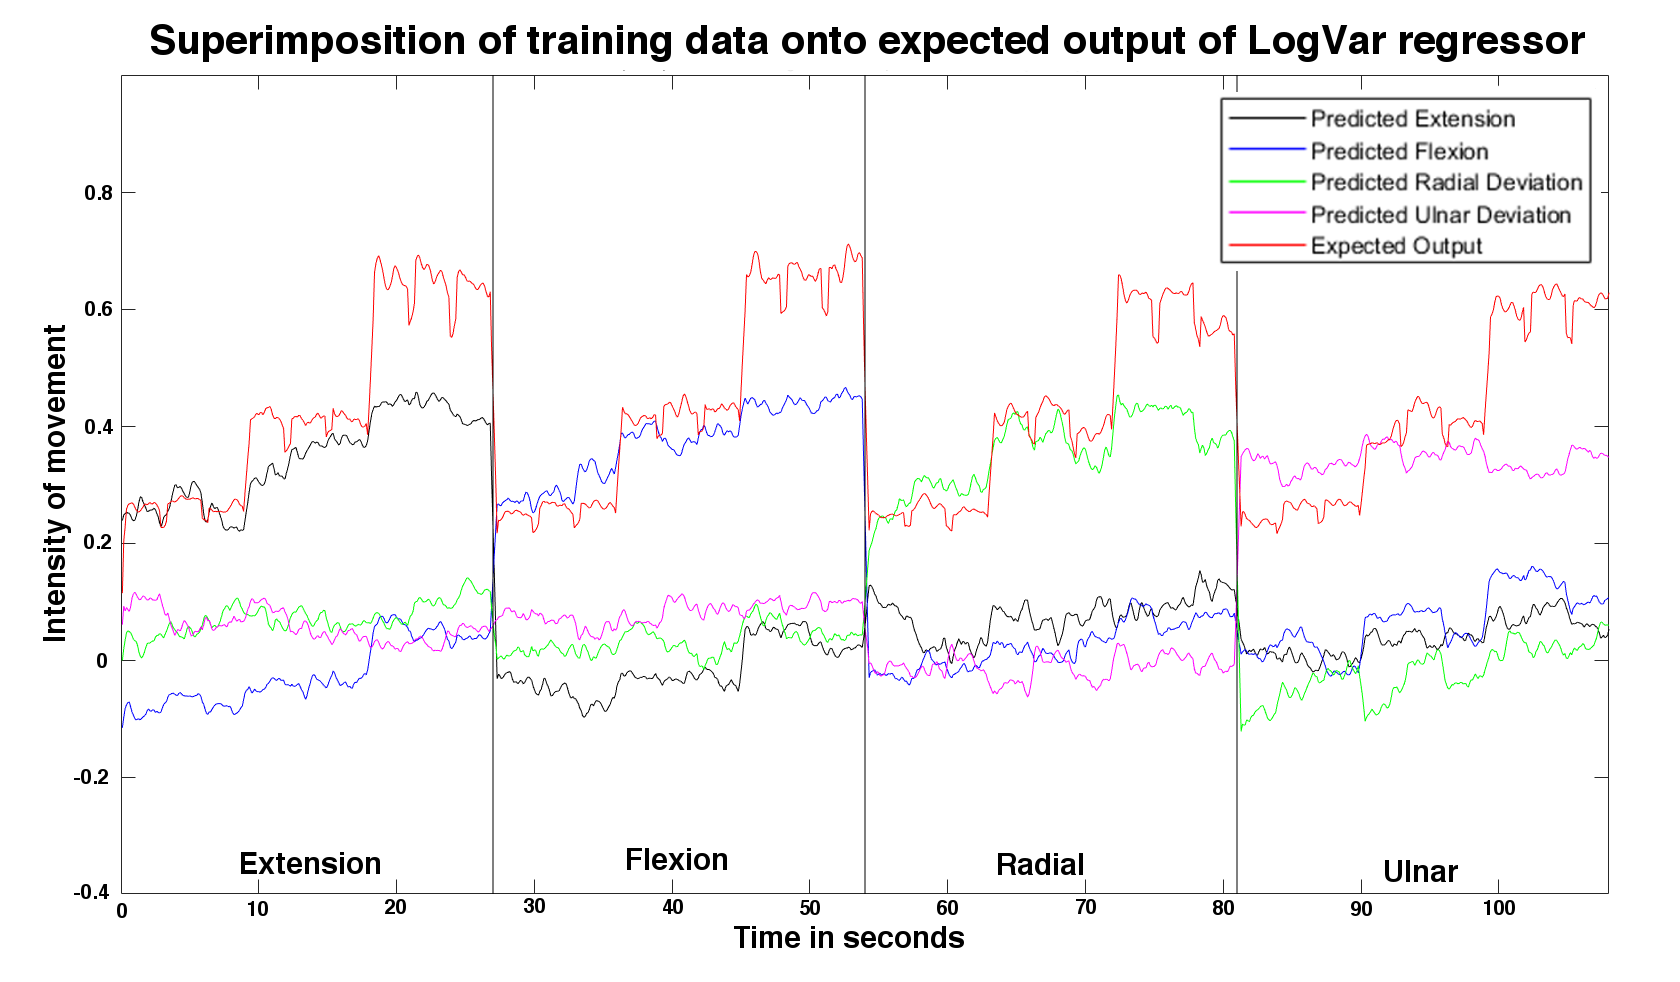 Superimposition of training data onto expected output of LogVar regressor
Predicted Extension
Predicted Flexion
Predicted Radial Deviation
Predicted Ulnar Deviation
Expected Output
Intensity of movement
0.8
0.6
0.4
0.2
0
-0.2
-0.4
Extension
Flexion
Radial
Ulnar
0 10 20 30 40 50 60 70 80 90 100
Time in seconds